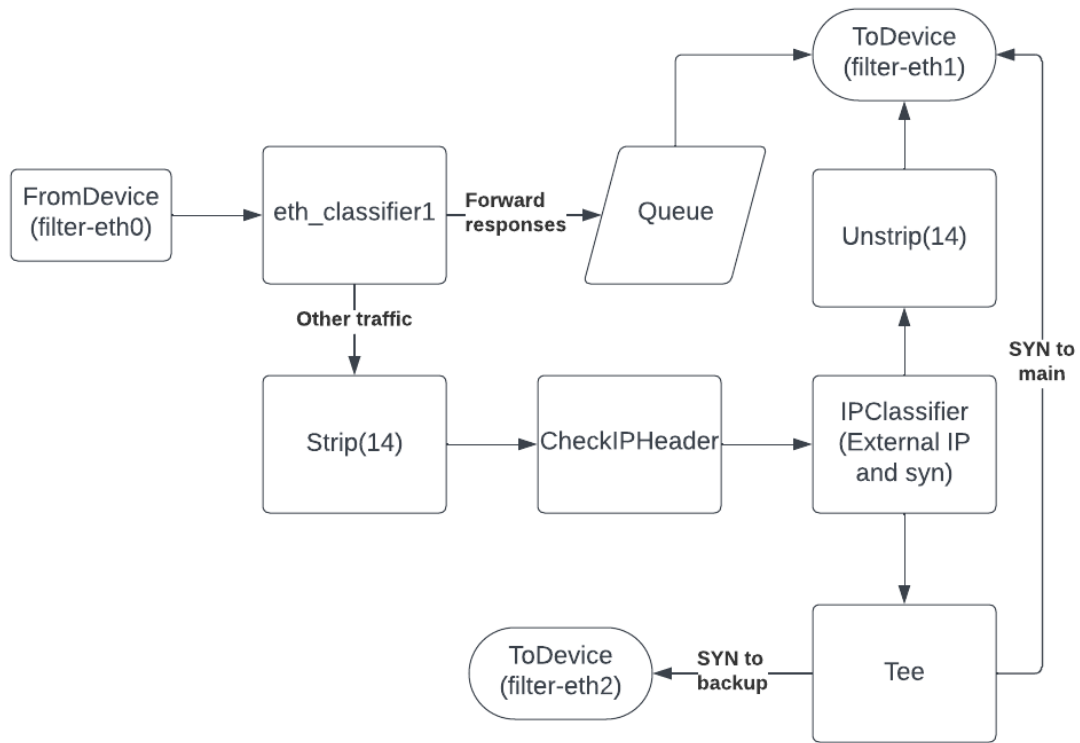 ToDevice
(filter-eth1)
FromDevice
(filter-eth0)
eth_classifier1
Forward
responses
Queue
Unstrip(14)
Other traffic
SYN to
main
Strip(14)
CheckIPHeader
IPClassifier
(External IP
and syn)
ToDevice
(filter-eth2)
SYN to
backup
Tee